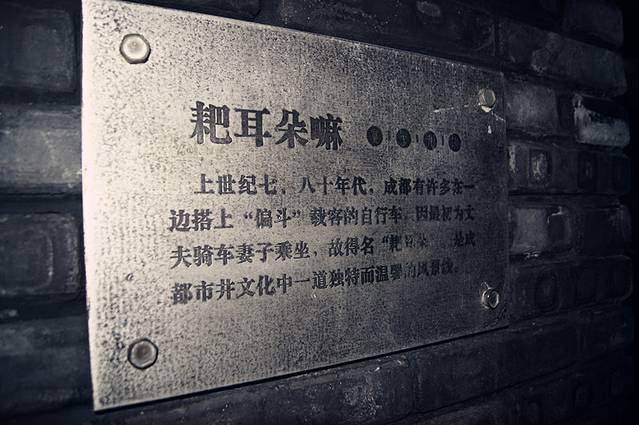 耙耳朵嘛
上世纪七、八十年代，成都有许多在一
边搭上“偏斗”载客的自行车，因最初为丈
夫骑车妻子乘坐，故得名“耙耳朵 是成
都市井文化中一道独特而温馨的风景线。